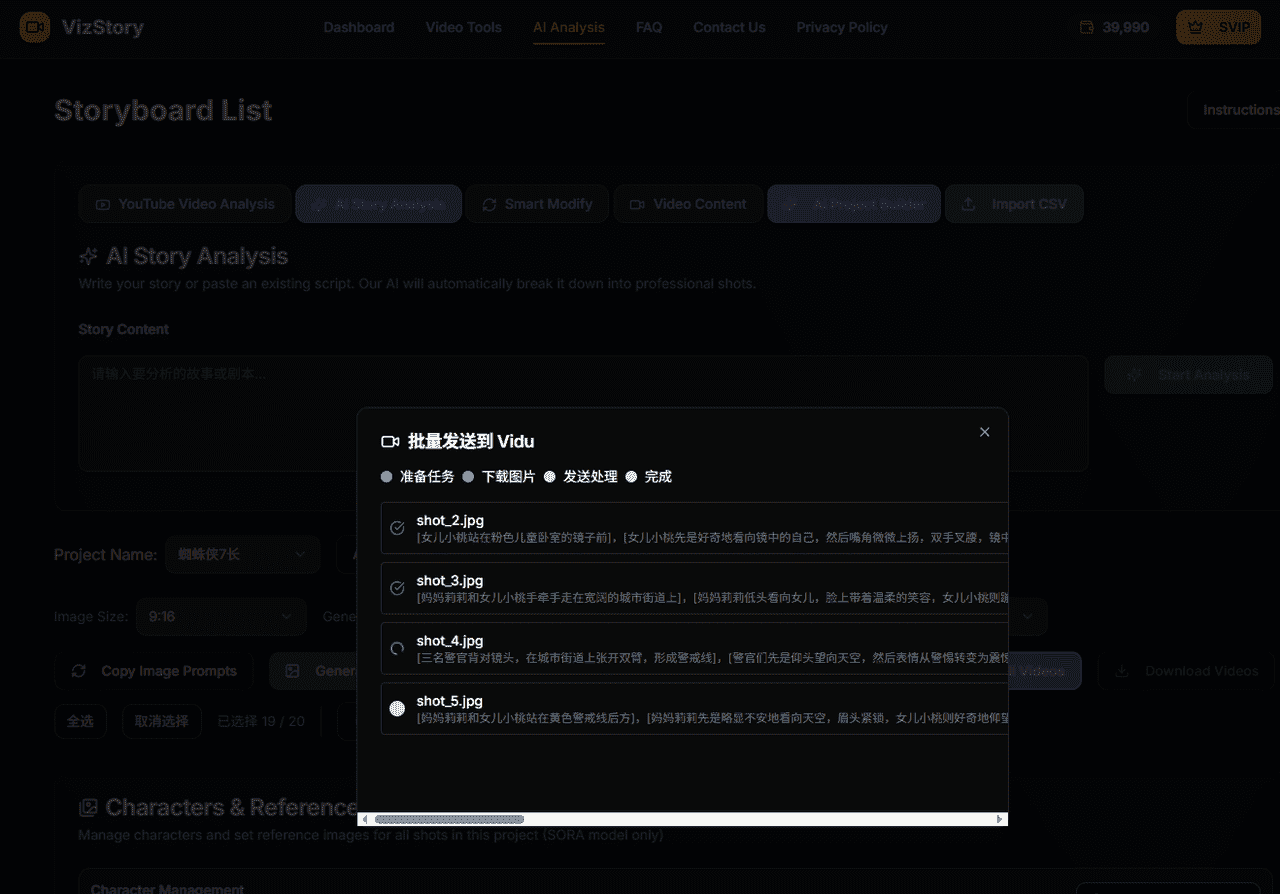 VizStory
Dashboard
Video Tools
AI Analysis
FAQ
Contact Us
Privacy Policy
39,990
SVIP
Storyboard List
Instructions
YouTube Video Analysis
AI Story Analysis
Smart Modify
Video Content
AI Project Builder
Import CSV
AI Story Analysis
Write your story or paste an existing script. Our AI will automatically break it down into professional shots.
Story Content
请输入要分析的故事或剧本...
Start Analysis
批量发送到 Vidu
准备任务
下载图片
发送处理
完成
shot_2.jpg
[女儿小桃站在粉色儿童卧室的镜子前]，[女儿小桃先是好奇地看向镜中的自己，然后嘴角微微上扬，双手叉腰，镜中
shot_3.jpg
[妈妈莉莉和女儿小桃手牵手走在宽阔的城市街道上]，[妈妈莉莉低头看向女儿，脸上带着温柔的笑容，女儿小桃则蹦
shot_4.jpg
[三名警官背对镜头，在城市街道上张开双臂，形成警戒线]，[警官们先是仰头望向天空，然后表情从警惕转变为震惊
shot_5.jpg
[妈妈莉莉和女儿小桃站在黄色警戒线后方]，[妈妈莉莉先是略显不安地看向天空，眉头紧锁，女儿小桃则好奇地仰望
Project Name:
蜘蛛侠7长
Image Size:
9:16
Gene
Copy Image Prompts
Gener
Videos
Download Videos
全选
取消选择
已选择 19 / 20
Characters & Reference
Manage characters and set reference images for all shots in this project (SORA model only)
Character Management